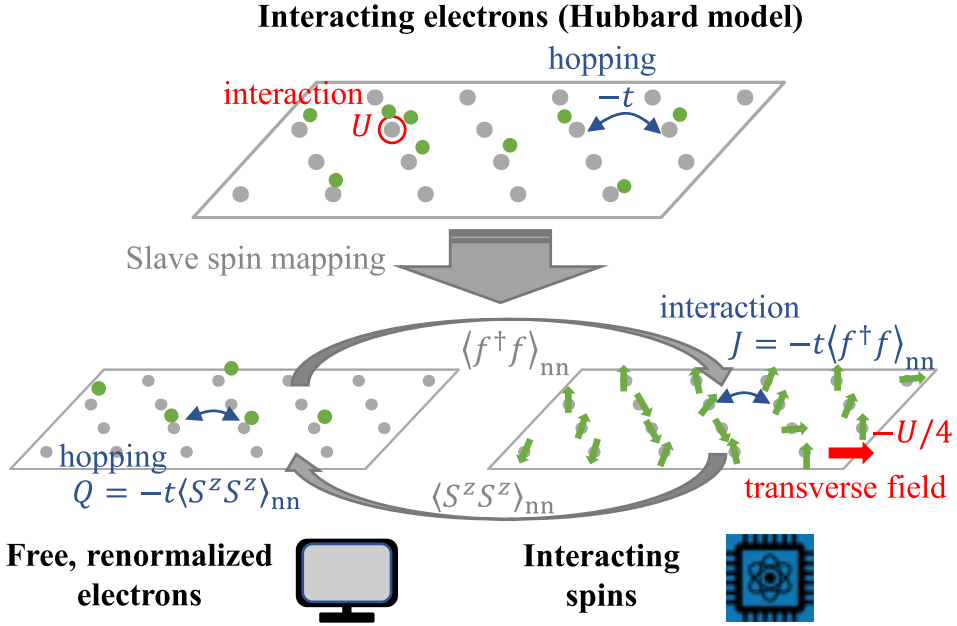 Interacting electrons (Hubbard model)
hopping
interaction
−t
U
Slave spin mapping
interaction
⟨f†f⟩nn
J = −t⟨f†f⟩nn
−U/4
hopping
Q = −t⟨SᶻSᶻ⟩nn
⟨SᶻSᶻ⟩nn
transverse field
Free, renormalized
electrons
Interacting
spins